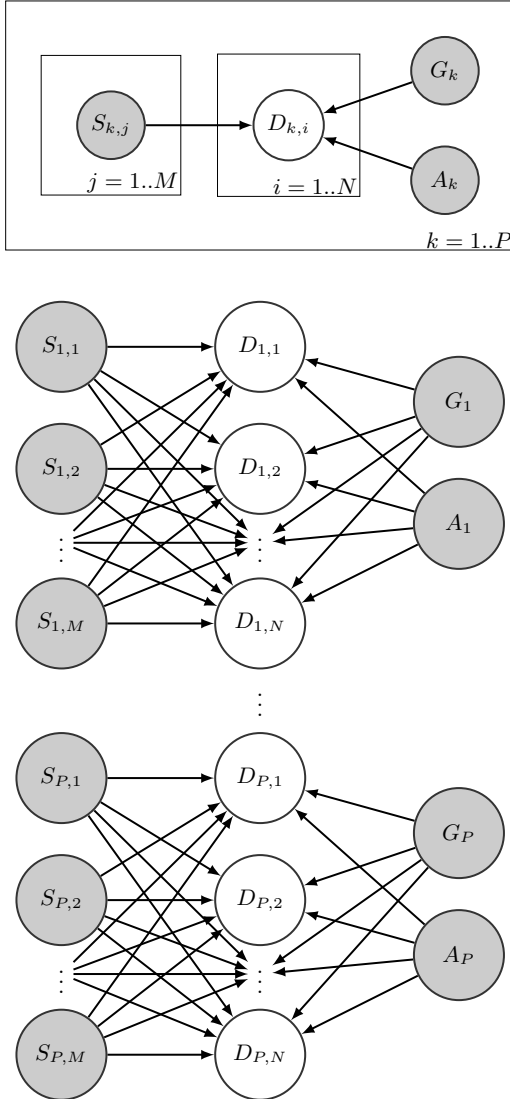 G_k
S_{k,j} D_{k,i}
A_k
j = 1..M i = 1..N
k = 1..P
S_{1,1} D_{1,1}
G_1
S_{1,2} D_{1,2}
A_1
⋮ ⋮
S_{1,M} D_{1,N}
⋮
S_{P,1} D_{P,1}
G_P
S_{P,2} D_{P,2}
A_P
⋮ ⋮
S_{P,M} D_{P,N}